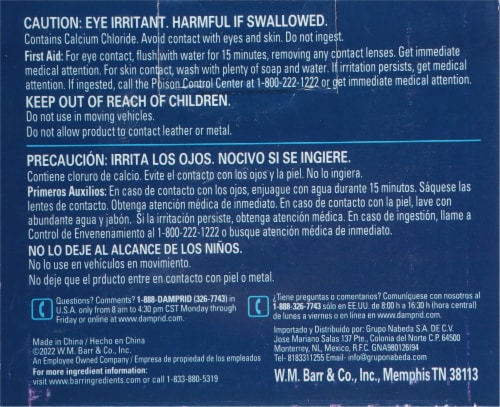 CAUTION: EYE IRRITANT. HARMFUL IF SWALLOWED.
Contains Calcium Chloride. Avoid contact with eyes and skin. Do not ingest.
First Aid: For eye contact, flush with water for 15 minutes, removing any contact lenses. Get immediate
medical attention. For skin contact, wash with plenty of soap and water. If irritation persists, get medical
attention. If ingested, call the Poison Control Center at 1-800-222-1222 or get immediate medical attention.
KEEP OUT OF REACH OF CHILDREN.
Do not use in moving vehicles.
Do not allow product to contact leather or metal.
PRECAUCIÓN: IRRITA LOS OJOS. NOCIVO SI SE INGIERE.
Contiene cloruro de calcio. Evite el contacto con los ojos y la piel. No lo ingiera.
Primeros Auxilios: En caso de contacto con los ojos, enjuague con agua durante 15 minutos. Sáquese las
lentes de contacto. Obtenga atención médica de inmediato. En caso de contacto con la piel, lave con
abundante agua y jabón. Si la irritación persiste, obtenga atención médica. En caso de ingestión, llame a
Control de Envenenamiento al 1-800-222-1222 o busque atención médica de inmediato.
NO LO DEJE AL ALCANCE DE LOS NIÑOS.
No lo use en vehículos en movimiento.
No deje que el prducto entre en contacto con piel o metal.
Questions? Comments? 1-888-DAMPRID (326-7743) in
U.S.A. only from 8 am to 4:30 pm CST Monday through
Friday or online at www.damprid.com.
¿Tiene preguntas o comentarios? Comuníquese con nosotros al
1-888-326-7743 sólo en EE.UU. de 8:00 h a 16:30 h (hora central)
de lunes a viernes o en línea en www.damprid.com.
Made in China / Hecho en China
©2022 W.M. Barr & Co., Inc.
An Employee Owned Company / Empresa de propiedad de los empleados
For more ingredient information:
visit www.barringredients.com or call 1-833-880-5319
Importado y Distribuido por: Grupo Nabeda S.A. DE C.V.
Jose Mariano Salas 137 Pte., Colonia del Norte C.P. 64500
Monterrey, NL, Mexico, R.F.C. GNA980126I94
Tel- 8183311255 Email- info@gruponabeda.com
W.M. Barr & Co., Inc., Memphis TN 38113